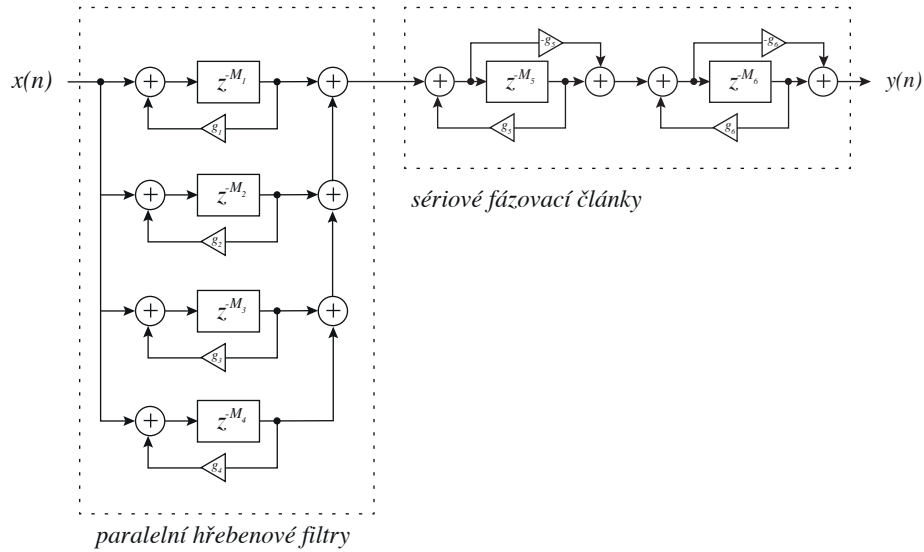 x(n)
z^-M₁
g₁
z^-M₂
g₂
z^-M₃
g₃
z^-M₄
g₄
paralelní hřebenové filtry
-g₅
z^-M₅
g₅
-g₆
z^-M₆
g₆
y(n)
sériové fázovací články